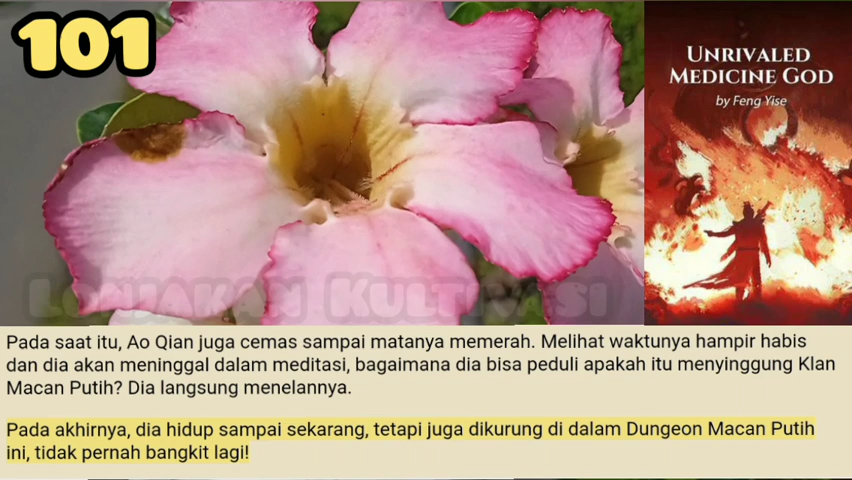 101
UNRIVALED
MEDICINE GOD
by Feng Yise
LONJAKAN KULTIVASI
Pada saat itu, Ao Qian juga cemas sampai matanya memerah. Melihat waktunya hampir habis
dan dia akan meninggal dalam meditasi, bagaimana dia bisa peduli apakah itu menyinggung Klan
Macan Putih? Dia langsung menelannya.
Pada akhirnya, dia hidup sampai sekarang, tetapi juga dikurung di dalam Dungeon Macan Putih
ini, tidak pernah bangkit lagi!